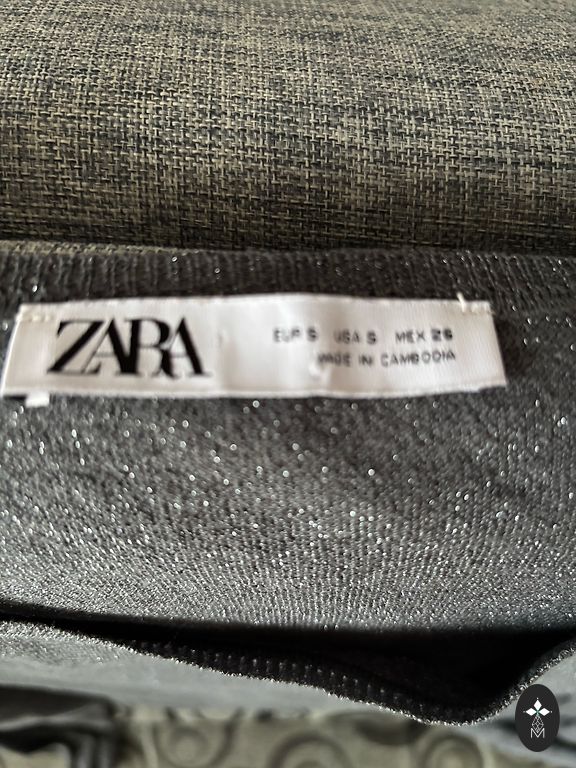 ZARA
EUR S USA S MEX 26
MADE IN CAMBODIA
M